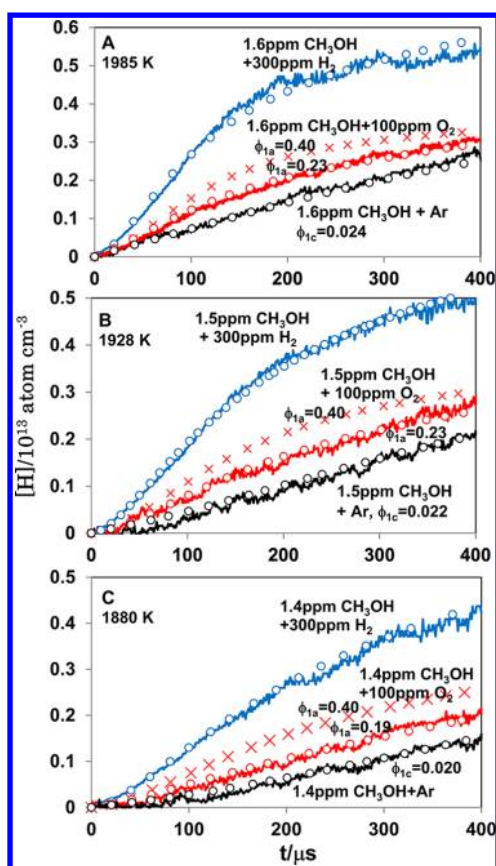 [H]/10¹³ atom cm⁻³
A
1985 K
1.6ppm CH₃OH
+300ppm H₂
1.6ppm CH₃OH+100ppm O₂
ϕ₁ₐ=0.40
ϕ₁ₐ=0.23
1.6ppm CH₃OH + Ar
ϕ₁c=0.024
0.6
0.5
0.4
0.3
0.2
0.1
0
0 100 200 300 400
B
1928 K
1.5ppm CH₃OH
+ 300ppm H₂
1.5ppm CH₃OH
+ 100ppm O₂
ϕ₁ₐ=0.40
ϕ₁ₐ=0.23
1.5ppm CH₃OH
+ Ar, ϕ₁c=0.022
0.5
0.4
0.3
0.2
0.1
0
0 100 200 300 400
C
1880 K
1.4ppm CH₃OH
+300ppm H₂
1.4ppm CH₃OH
+100ppm O₂
ϕ₁ₐ=0.40
ϕ₁ₐ=0.19
ϕ₁c=0.020
1.4ppm CH₃OH+Ar
0.5
0.4
0.3
0.2
0.1
0
0 100 200 300 400
t/μs